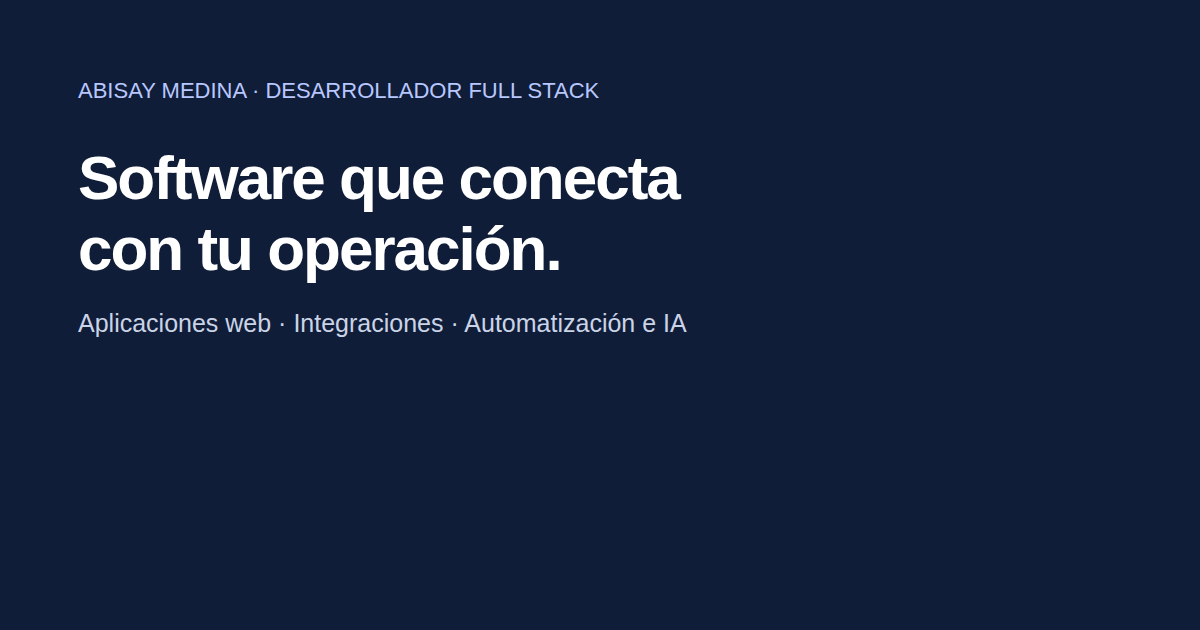 ABISAY MEDINA · DESARROLLADOR FULL STACK
Software que conecta
con tu operación.
Aplicaciones web · Integraciones · Automatización e IA